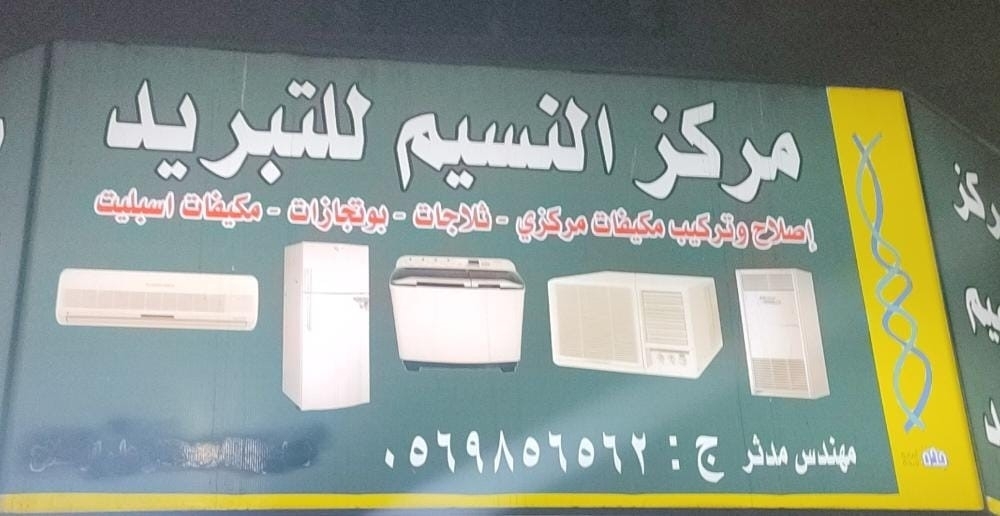 مركز النسيم للتبريد
إصلاح وتركيب مكيفات مركزي - ثلاجات - بوتجازات - مكيفات اسبليت
مهندس مدثر ج : ٠٥٦٩٨٥٦٥٦٢